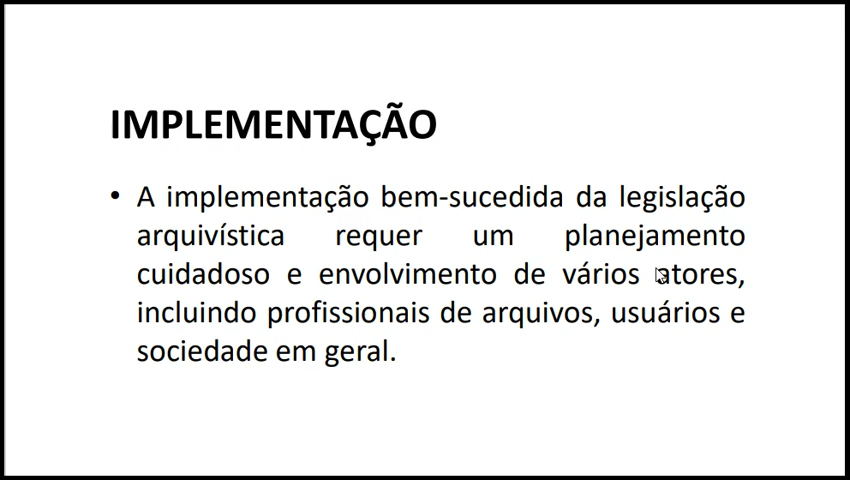 IMPLEMENTAÇÃO
• A implementação bem-sucedida da legislação
arquivística requer um planejamento
cuidadoso e envolvimento de vários atores,
incluindo profissionais de arquivos, usuários e
sociedade em geral.